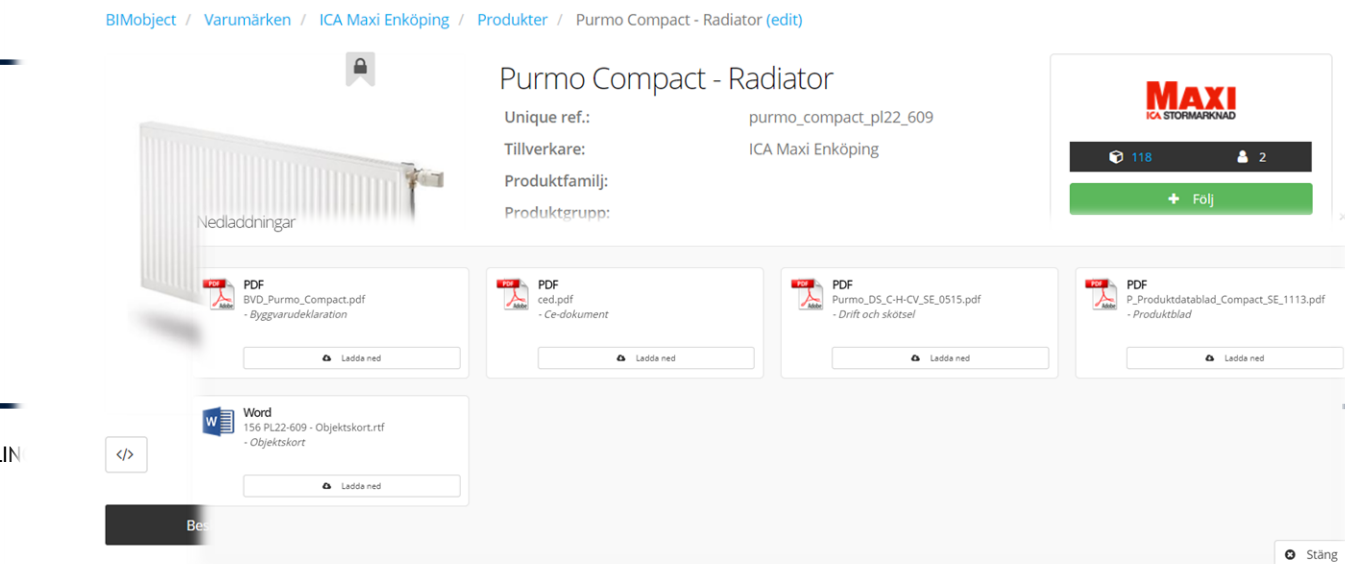 BIMobject / Varumärken / ICA Maxi Enköping / Produkter / Purmo Compact - Radiator (edit)
Purmo Compact - Radiator
Unique ref.: purmo_compact_pl22_609
Tillverkare: ICA Maxi Enköping
Produktfamilj:
Produktgrupp:
MAXI
ICA STORMARKNAD
118 2
+ Följ
Nedladdningar
PDF
BVD_Purmo_Compact.pdf
- Byggvarudeklaration
Ladda ned
PDF
ced.pdf
- Ce-dokument
Ladda ned
PDF
Purmo_DS_C-H-CV_SE_0515.pdf
- Drift och skötsel
Ladda ned
PDF
P_Produktdatablad_Compact_SE_1113.pdf
- Produktblad
Ladda ned
Word
156 PL22-609 - Objektskort.rtf
- Objektskort
Ladda ned
</>
Stäng